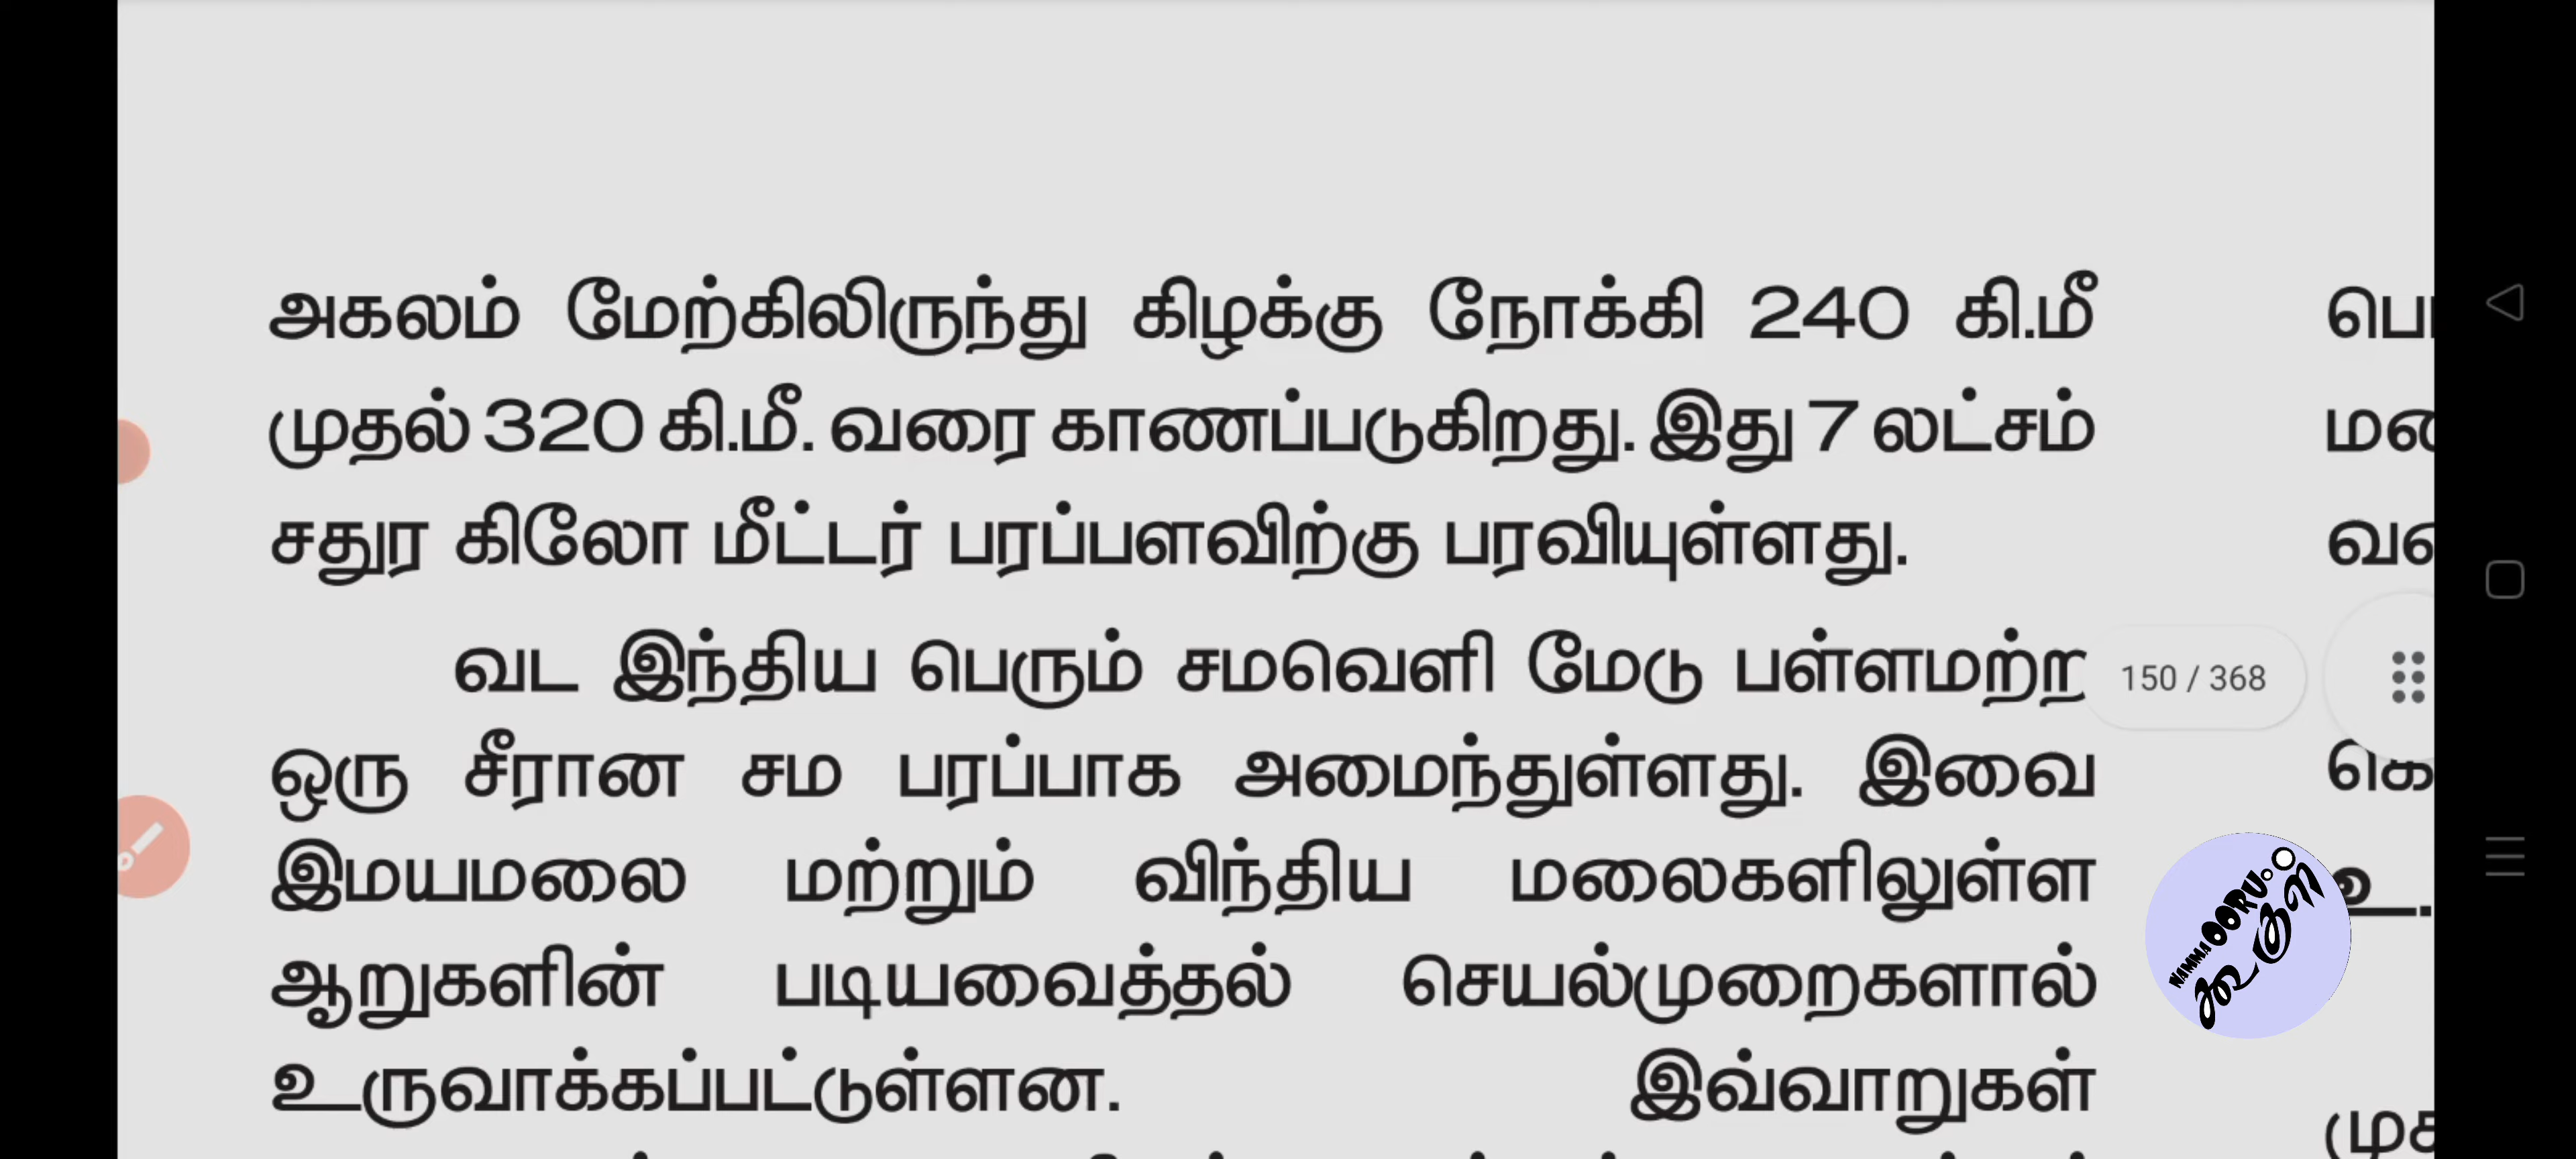 அகலம் மேற்கிலிருந்து கிழக்கு நோக்கி 240 கி.மீ
முதல் 320 கி.மீ. வரை காணப்படுகிறது. இது 7 லட்சம்
சதுர கிலோ மீட்டர் பரப்பளவிற்கு பரவியுள்ளது.
வட இந்திய பெரும் சமவெளி மேடு பள்ளமற்ற
150 / 368
ஒரு சீரான சம பரப்பாக அமைந்துள்ளது. இவை
இமயமலை மற்றும் விந்திய மலைகளிலுள்ள
ஆறுகளின் படியவைத்தல் செயல்முறைகளால்
உருவாக்கப்பட்டுள்ளன. இவ்வாறுகள்
NAMMA OORU